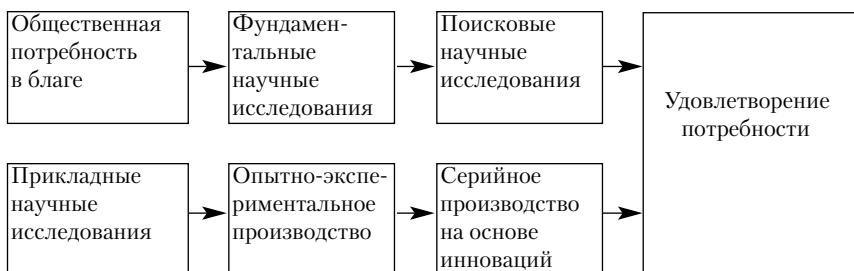 Общественная
потребность
в благе
Фундамен-
тальные
научные
исследования
Поисковые
научные
исследования
Удовлетворение
потребности
Прикладные
научные
исследования
Опытно-экспе-
риментальное
производство
Серийное
производство
на основе
инноваций